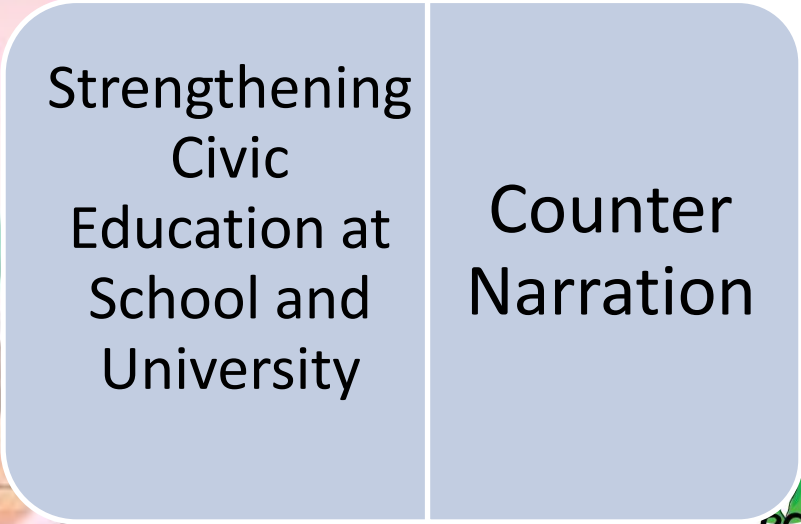 Strengthening
Civic
Education at
School and
University
Counter
Narration